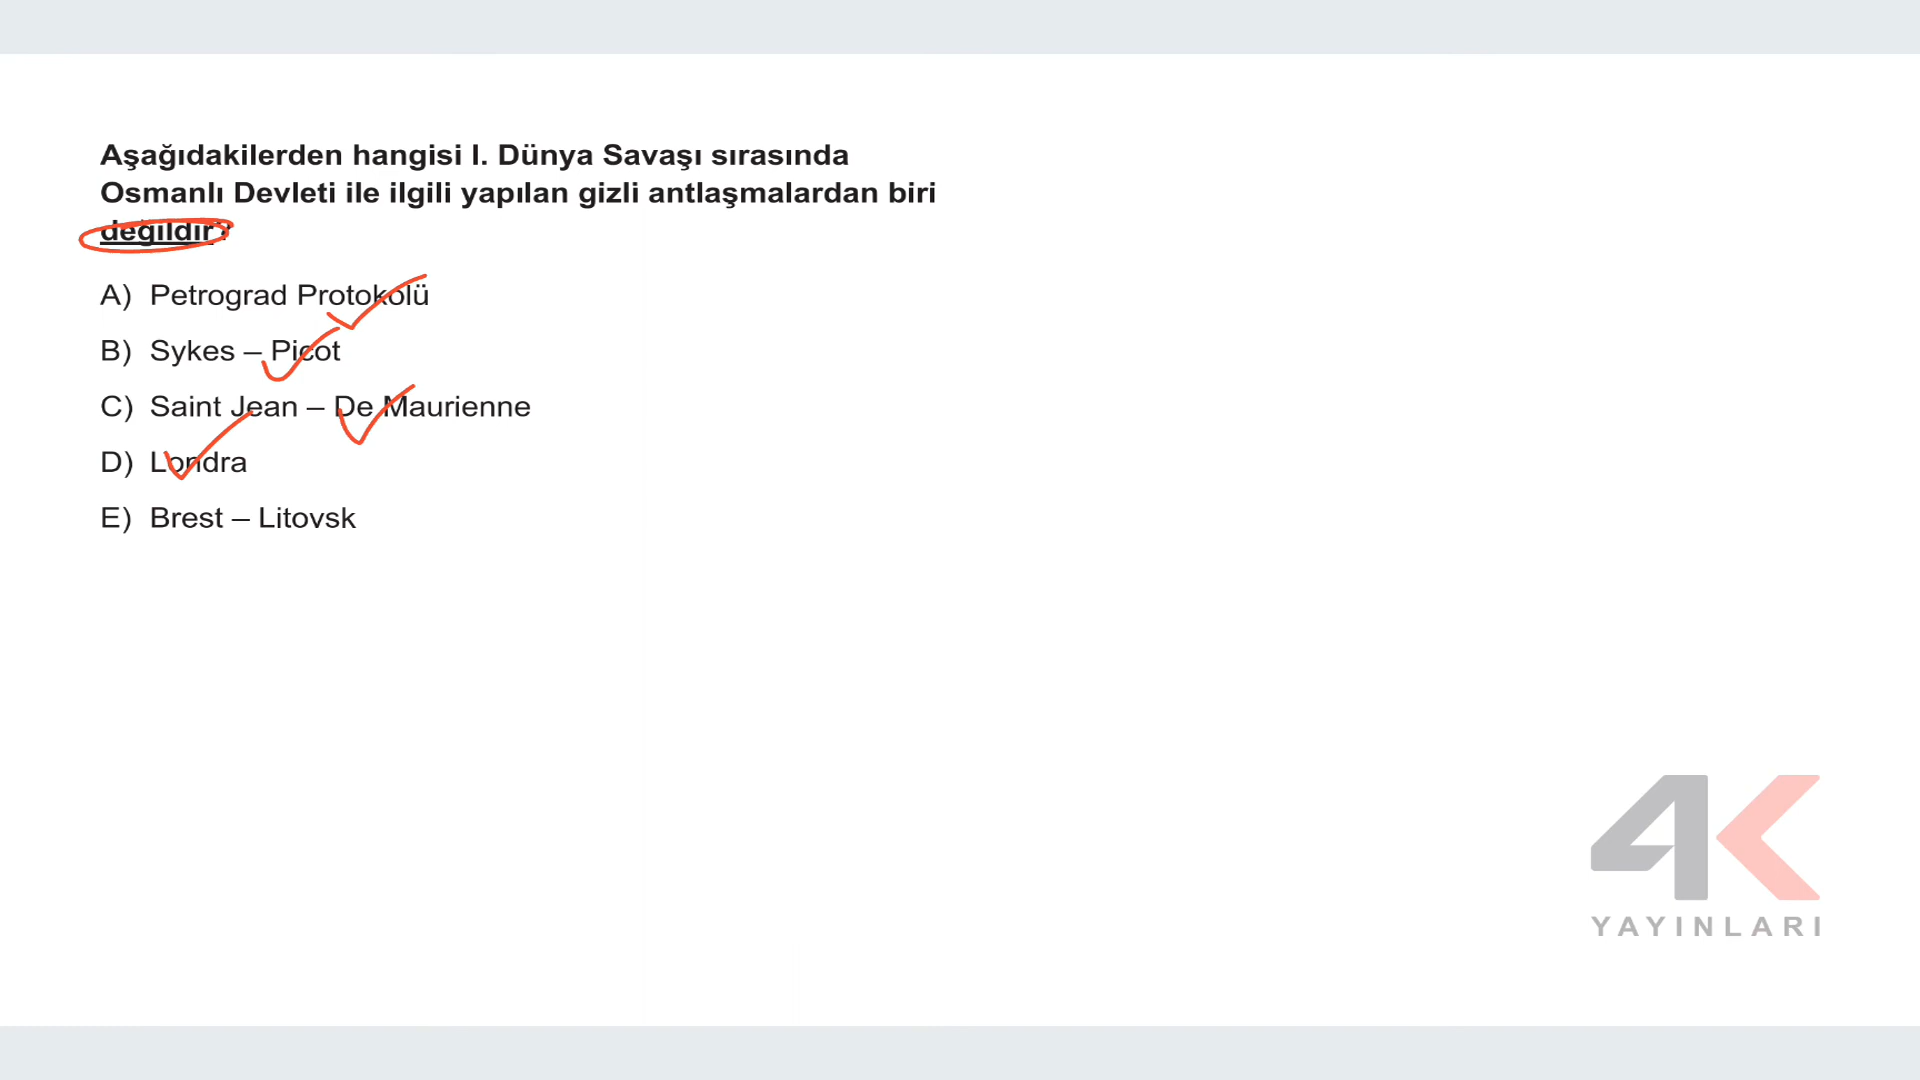 Aşağıdakilerden hangisi I. Dünya Savaşı sırasında
Osmanlı Devleti ile ilgili yapılan gizli antlaşmalardan biri
değildir?
A) Petrograd Protokolü
B) Sykes – Picot
C) Saint Jean – De Maurienne
D) Londra
E) Brest – Litovsk
4K
YAYINLARI